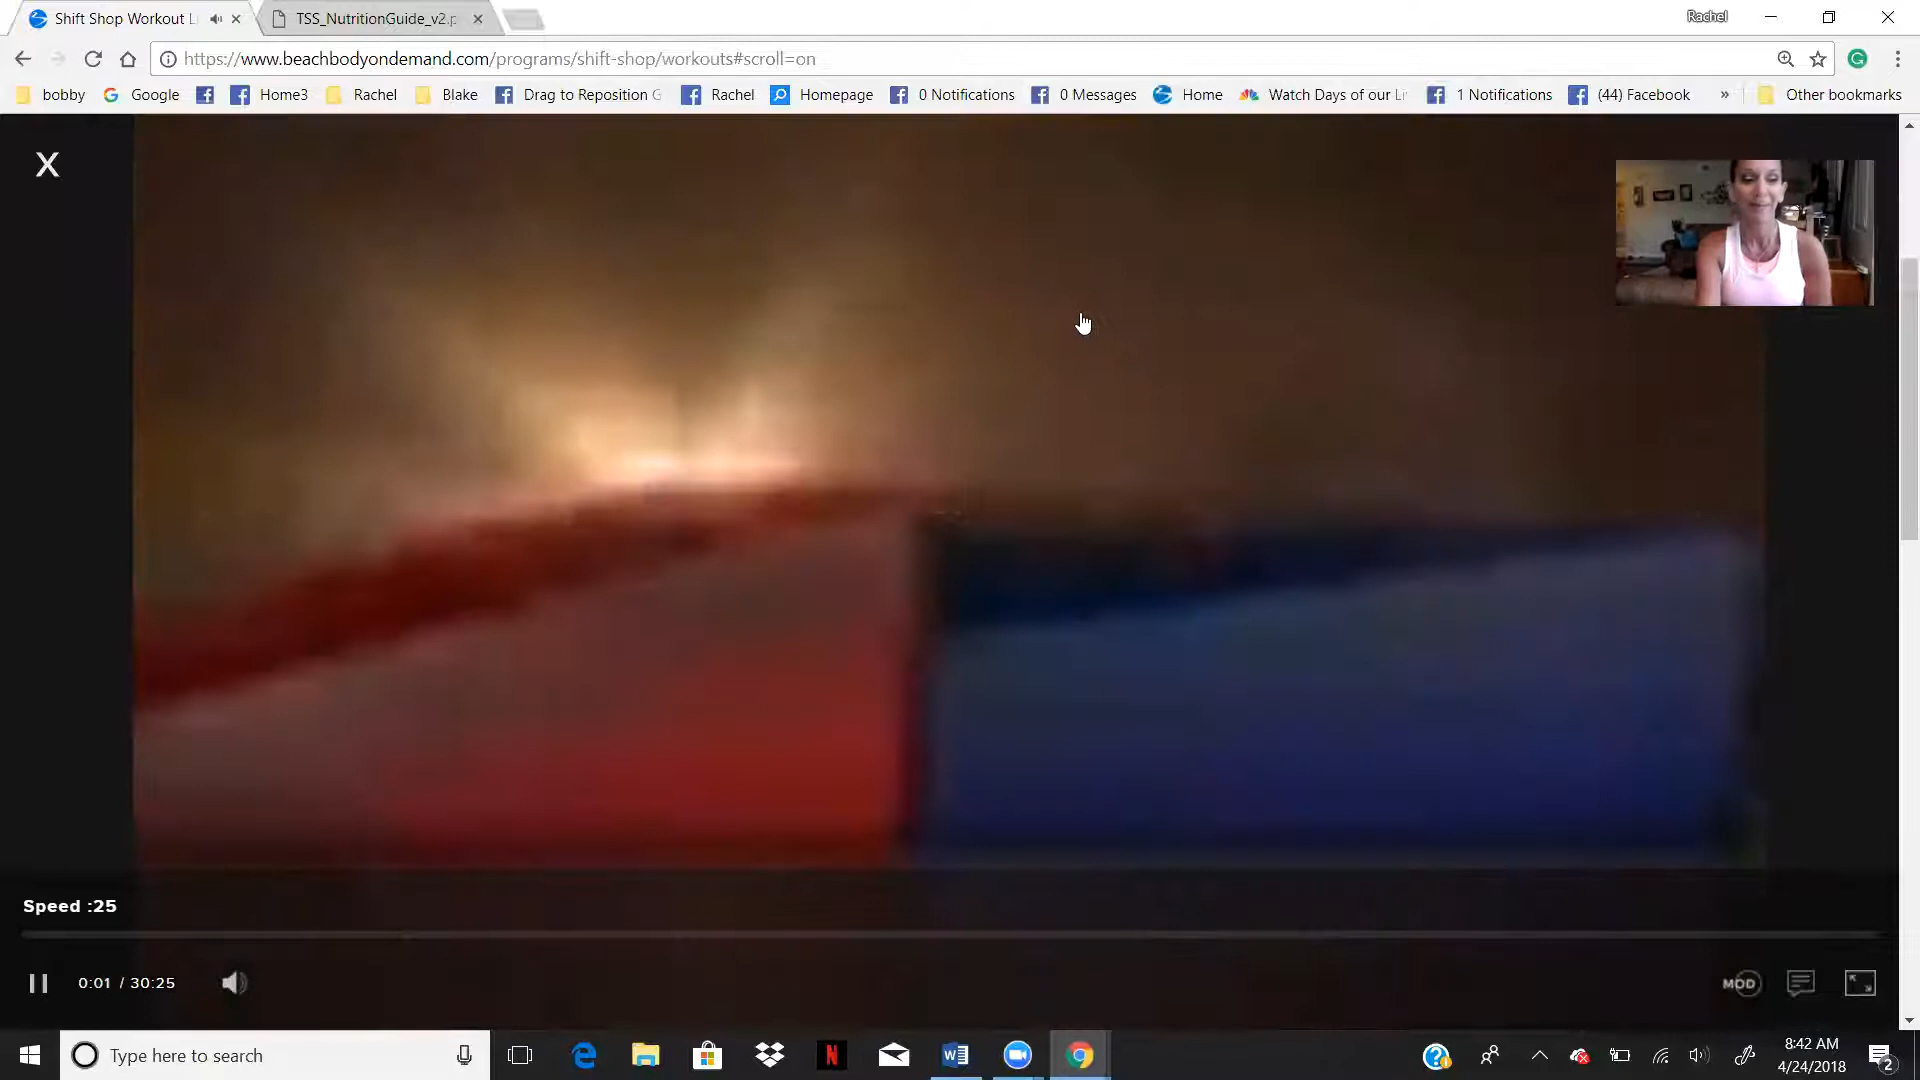 Shift Shop Workout L
TSS_NutritionGuide_v2.p
Rachel
https://www.beachbodyondemand.com/programs/shift-shop/workouts#scroll=on
bobby Google Home3 Rachel Blake Drag to Reposition C Rachel Homepage 0 Notifications 0 Messages Home Watch Days of our Li 1 Notifications (44) Facebook » Other bookmarks
X
Speed :25
0:01 / 30:25
MOD
Type here to search
8:42 AM
4/24/2018
2